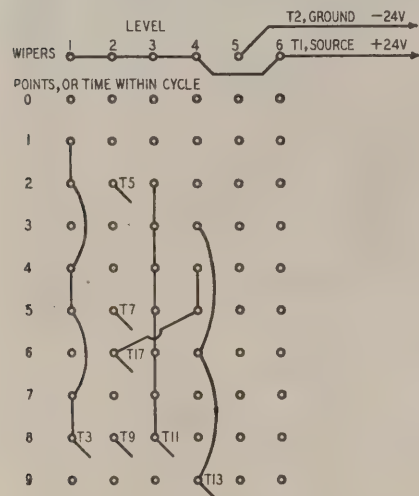 LEVEL
T2, GROUND −24V
WIPERS 1 2 3 4 5 6 T1, SOURCE +24V
POINTS, OR TIME WITHIN CYCLE
0
1
2 T5
3
4
5 T7
6 T17
7
8 T3 T9 T11
9 T13